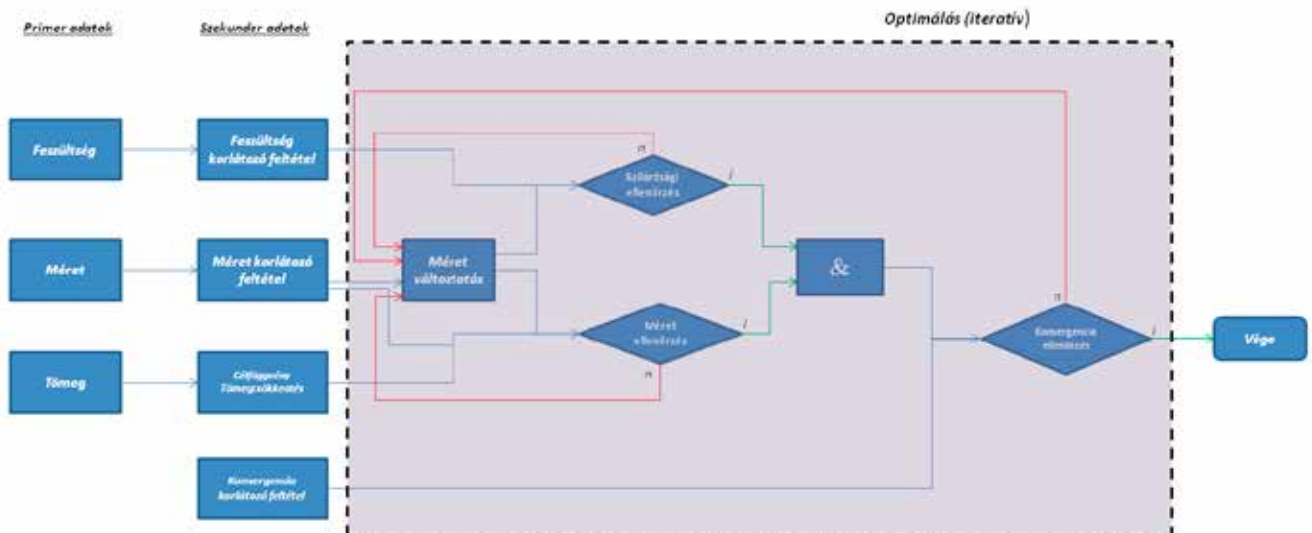 Optimálás (iteratív)
Primer adatok
Szekunder adatok
Feszültség
Feszültség
korlátozó feltétel
n
Szilárdsági
ellenőrzés
i
Méret
Méret korlátozó
feltétel
Méret
változtatás
&
Méret
ellenőrzés
i
n
n
Konvergencia
ellenőrzés
i
Vége
Tömeg
Célfüggvény
Tömegcsökkentés
Konvergenciás
korlátozó feltétel